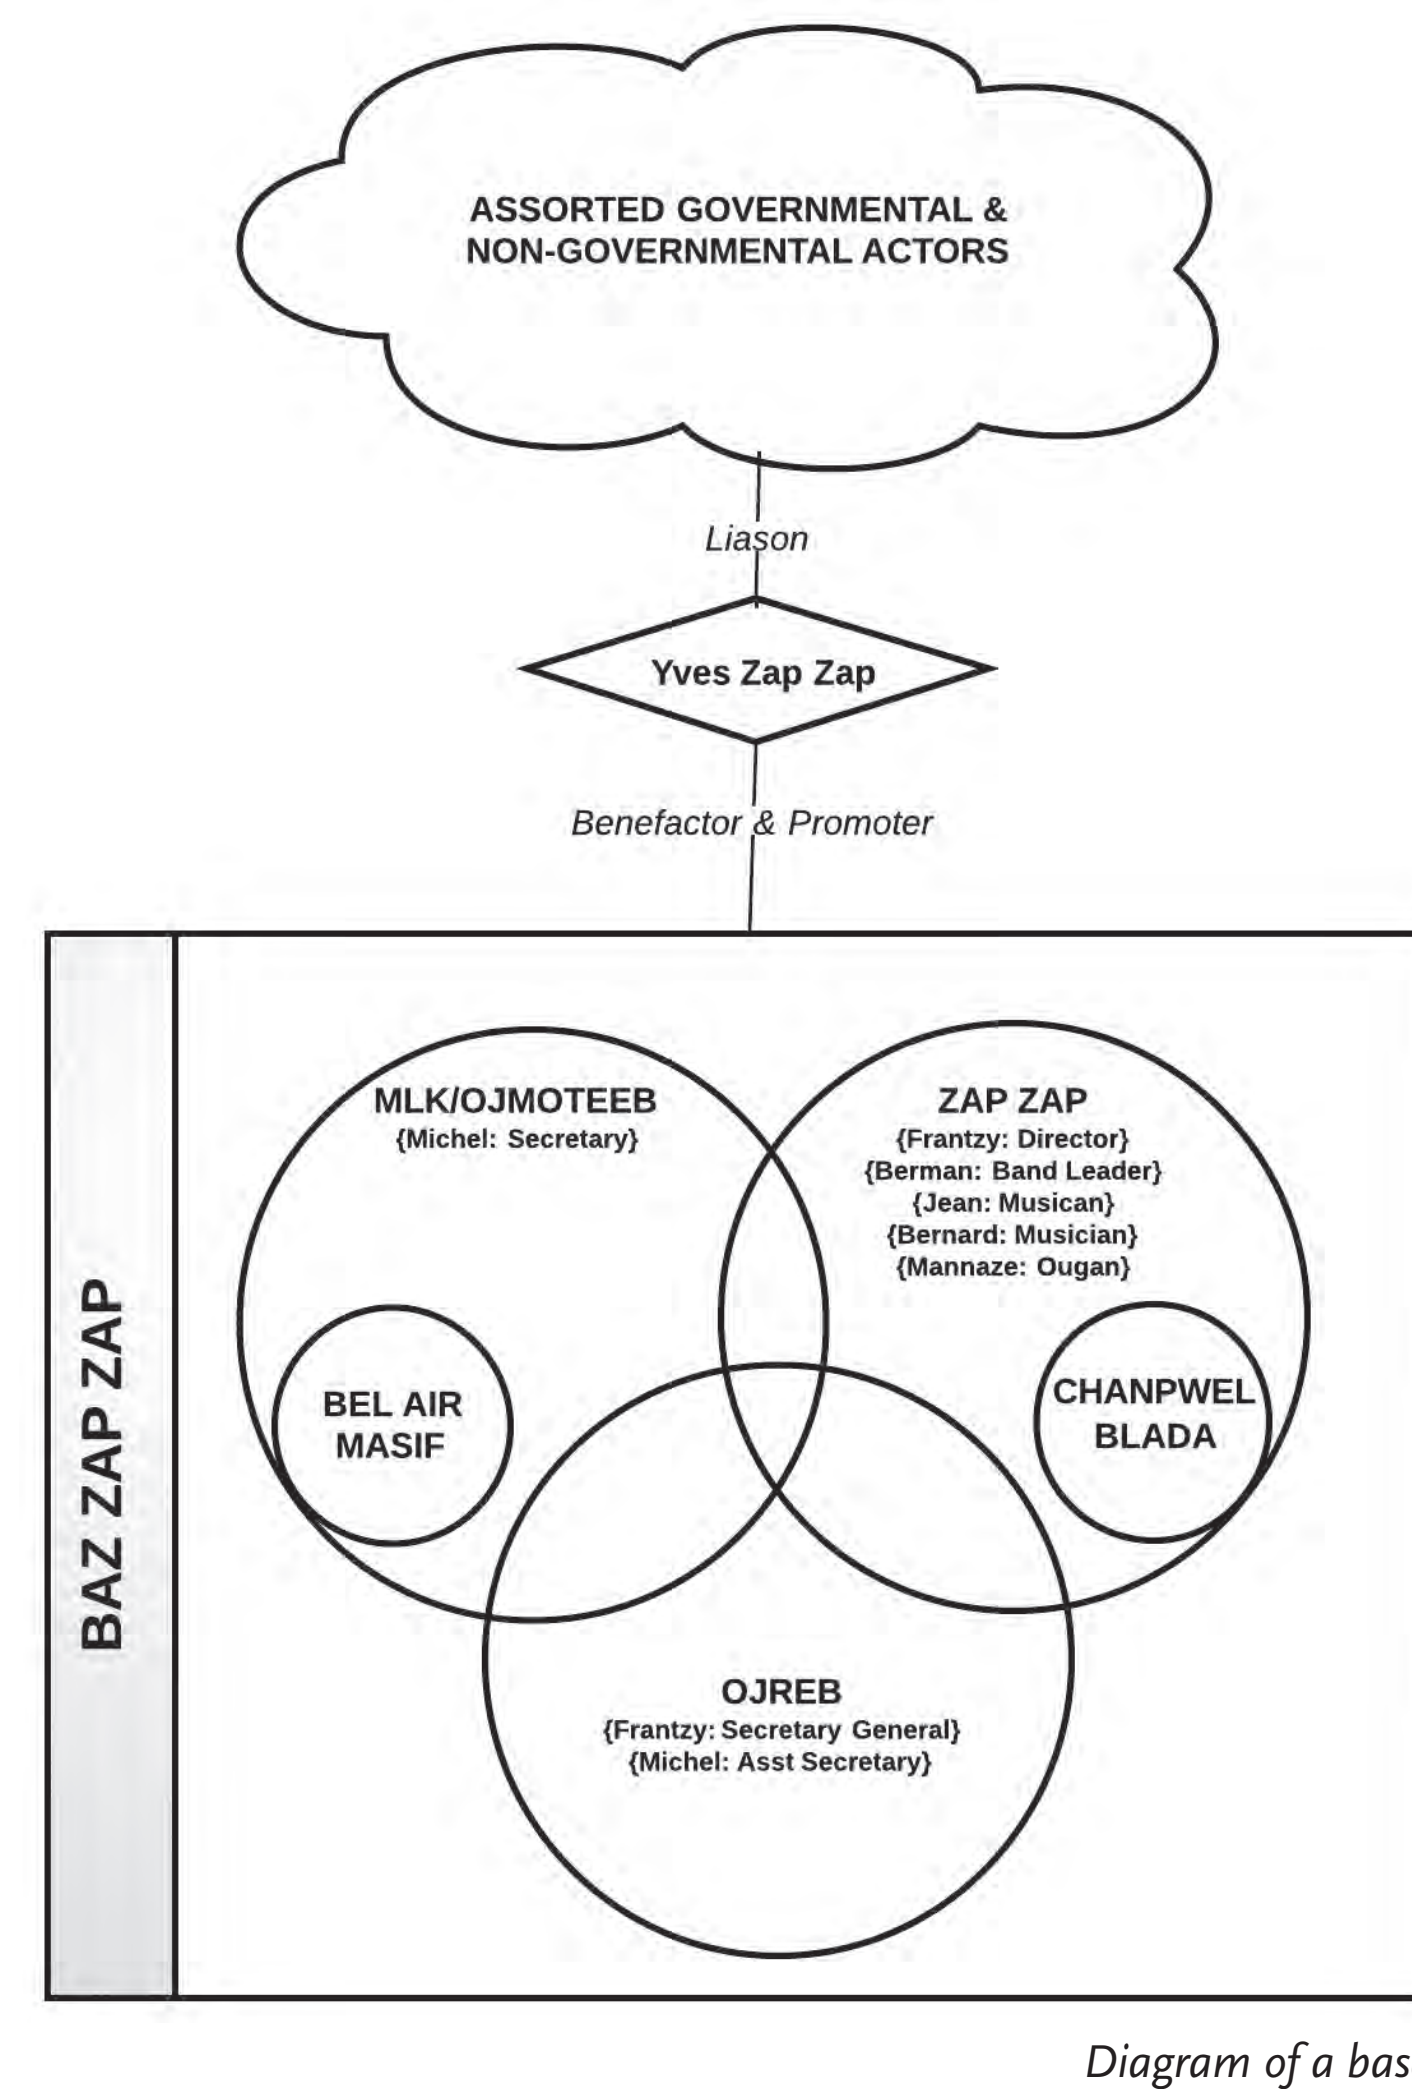 ASSORTED GOVERNMENTAL &
NON-GOVERNMENTAL ACTORS
Liason
Yves Zap Zap
Benefactor & Promoter
BAZ ZAP ZAP
MLK/OJMOTEEB
{Michel: Secretary}
ZAP ZAP
{Frantzy: Director}
{Berman: Band Leader}
{Jean: Musican}
{Bernard: Musician}
{Mannaze: Ougan}
BEL AIR
MASIF
CHANPWEL
BLADA
OJREB
{Frantzy: Secretary General}
{Michel: Asst Secretary}
Diagram of a bas